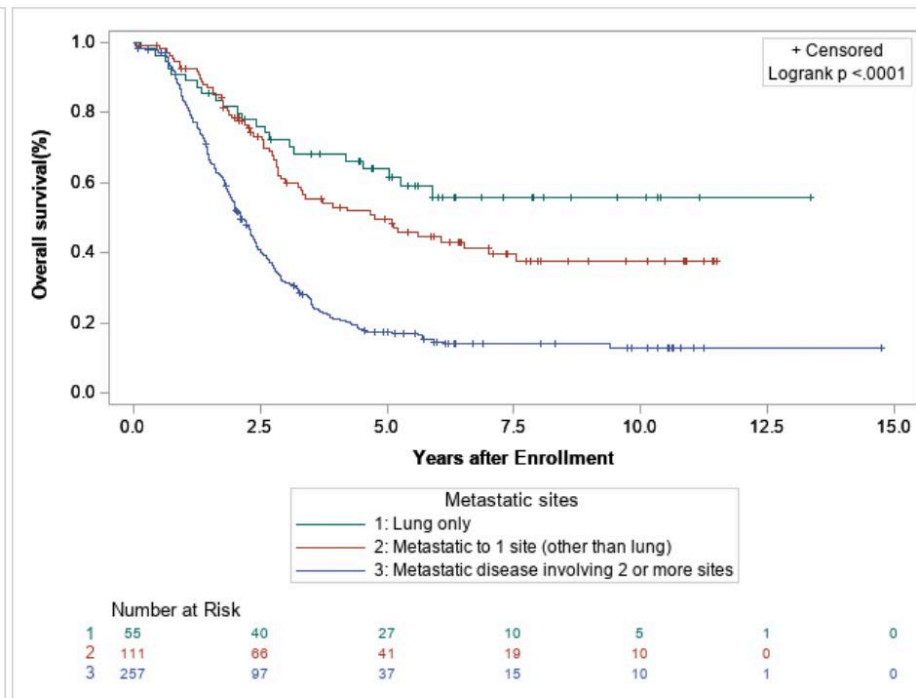 + Censored
Logrank p <.0001
1.0
0.8
0.6
0.4
0.2
0.0
Overall survival(%)
0.0 2.5 5.0 7.5 10.0 12.5 15.0
Years after Enrollment
Metastatic sites
1: Lung only
2: Metastatic to 1 site (other than lung)
3: Metastatic disease involving 2 or more sites
Number at Risk
1 55 40 27 10 5 1 0
2 111 66 41 19 10 0
3 257 97 37 15 10 1 0